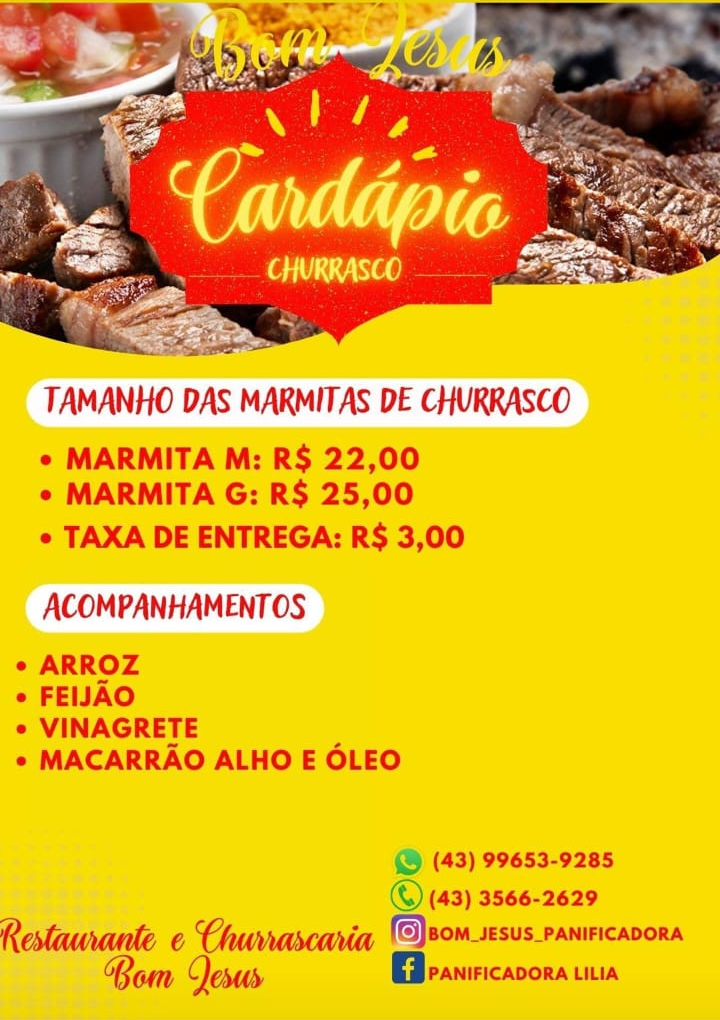 Bom Jesus
Cardápio
CHURRASCO
TAMANHO DAS MARMITAS DE CHURRASCO
• MARMITA M: R$ 22,00
• MARMITA G: R$ 25,00
• TAXA DE ENTREGA: R$ 3,00
ACOMPANHAMENTOS
• ARROZ
• FEIJÃO
• VINAGRETE
• MACARRÃO ALHO E ÓLEO
(43) 99653-9285
(43) 3566-2629
BOM_JESUS_PANIFICADORA
PANIFICADORA LILIA
Restaurante e Churrascaria
Bom Jesus